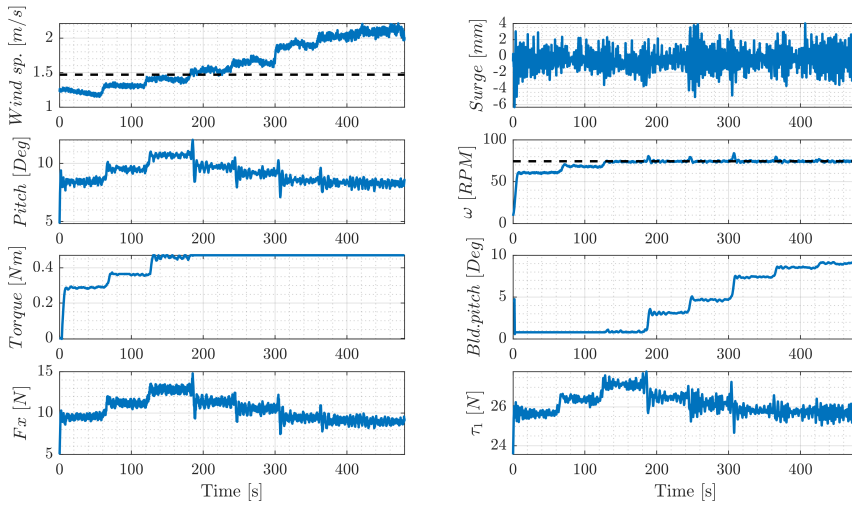 Wind sp. [m/s]
2
1.5
1
0 100 200 300 400
Surge [mm]
4
2
0
-2
-4
-6
0 100 200 300 400
Pitch [Deg]
10
5
0 100 200 300 400
ω [RPM]
100
50
0
0 100 200 300 400
Torque [Nm]
0.4
0.2
0
0 100 200 300 400
Bld.pitch [Deg]
10
5
0
0 100 200 300 400
Fx [N]
15
10
5
0 100 200 300 400
Time [s]
τ1 [N]
26
24
0 100 200 300 400
Time [s]